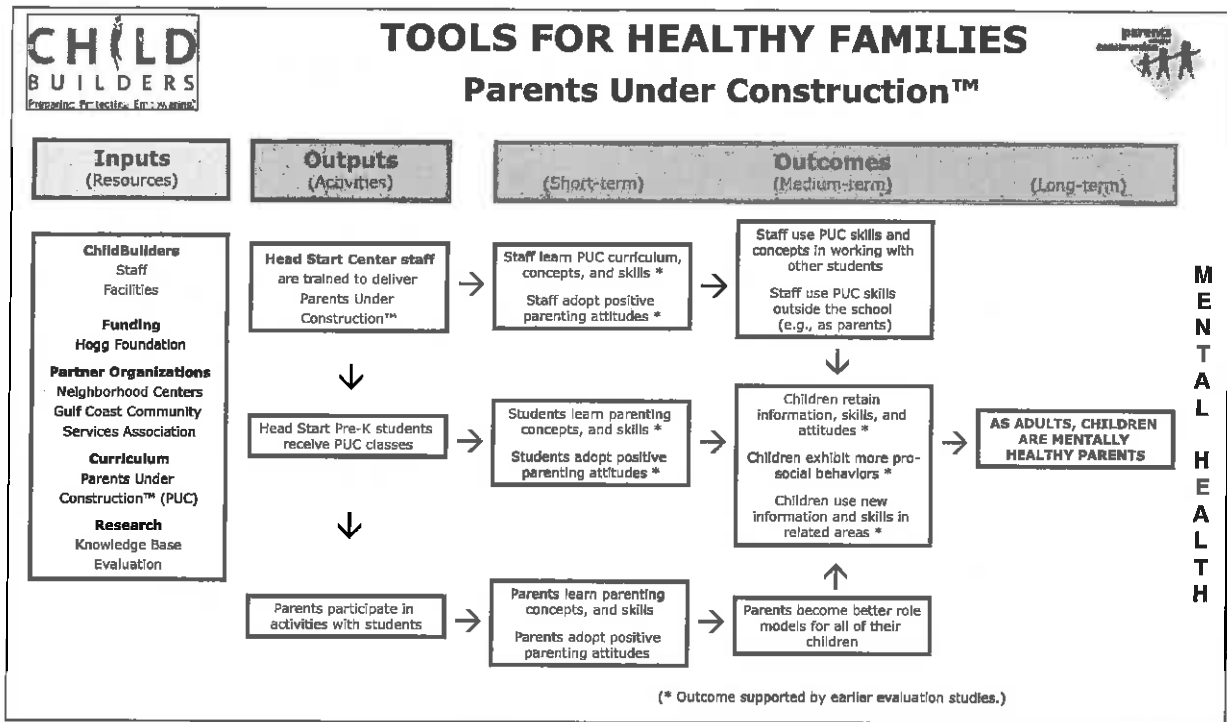 CHILD
BUILDERS
Preparing Protecting Empowering
TOOLS FOR HEALTHY FAMILIES
Parents Under Construction™
parents
under
construction
Inputs
(Resources)
Outputs
(Activities)
Outcomes
(Short-term)
(Medium-term)
(Long-term)
ChildBuilders
Staff
Facilities
Funding
Hogg Foundation
Partner Organizations
Neighborhood Centers
Gulf Coast Community
Services Association
Curriculum
Parents Under
Construction™ (PUC)
Research
Knowledge Base
Evaluation
Head Start Center staff
are trained to deliver
Parents Under
Construction™
→
Staff learn PUC curriculum,
concepts, and skills *
Staff adopt positive
parenting attitudes *
→
Staff use PUC skills and
concepts in working with
other students
Staff use PUC skills
outside the school
(e.g., as parents)
↓
↓
Head Start Pre-K students
receive PUC classes
→
Students learn parenting
concepts, and skills *
Students adopt positive
parenting attitudes *
→
Children retain
information, skills, and
attitudes *
Children exhibit more pro-
social behaviors *
Children use new
information and skills in
related areas *
→
AS ADULTS, CHILDREN
ARE MENTALLY
HEALTHY PARENTS
↓
↑
Parents participate in
activities with students
→
Parents learn parenting
concepts, and skills
Parents adopt positive
parenting attitudes
→
Parents become better role
models for all of their
children
MENTAL HEALTH
(* Outcome supported by earlier evaluation studies.)